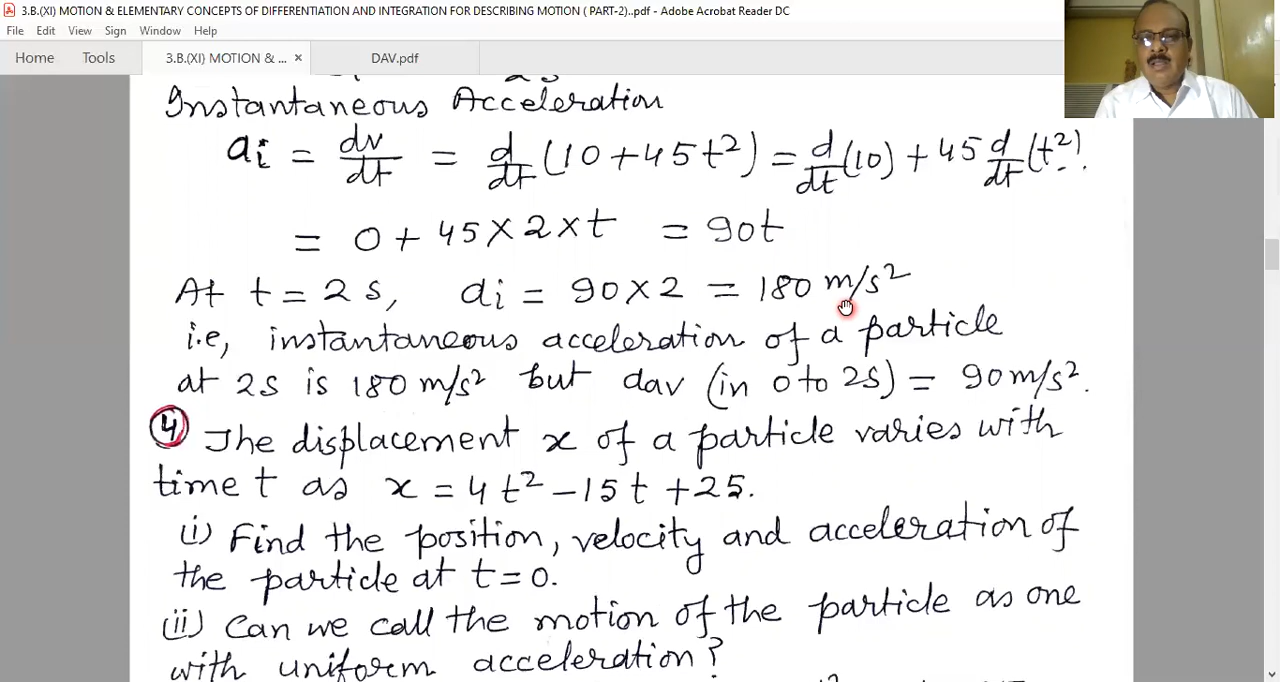 3.B.(XI) MOTION & ELEMENTARY CONCEPTS OF DIFFERENTIATION AND INTEGRATION FOR DESCRIBING MOTION ( PART-2)..pdf - Adobe Acrobat Reader DC
File Edit View Sign Window Help
Home Tools 3.B.(XI) MOTION & ... × DAV.pdf
Instantaneous Acceleration
ai = dv/dt = d/dt (10 + 45t²) = d/dt (10) + 45 d/dt (t²).
= 0 + 45 × 2 × t = 90t
At t = 2 s, ai = 90 × 2 = 180 m/s²
i.e, instantaneous acceleration of a particle
at 2s is 180 m/s² but aav (in 0 to 2s) = 90 m/s².
4 The displacement x of a particle varies with
time t as x = 4t² – 15t + 25.
(i) Find the position, velocity and acceleration of
the particle at t = 0.
(ii) Can we call the motion of the particle as one
with uniform acceleration?